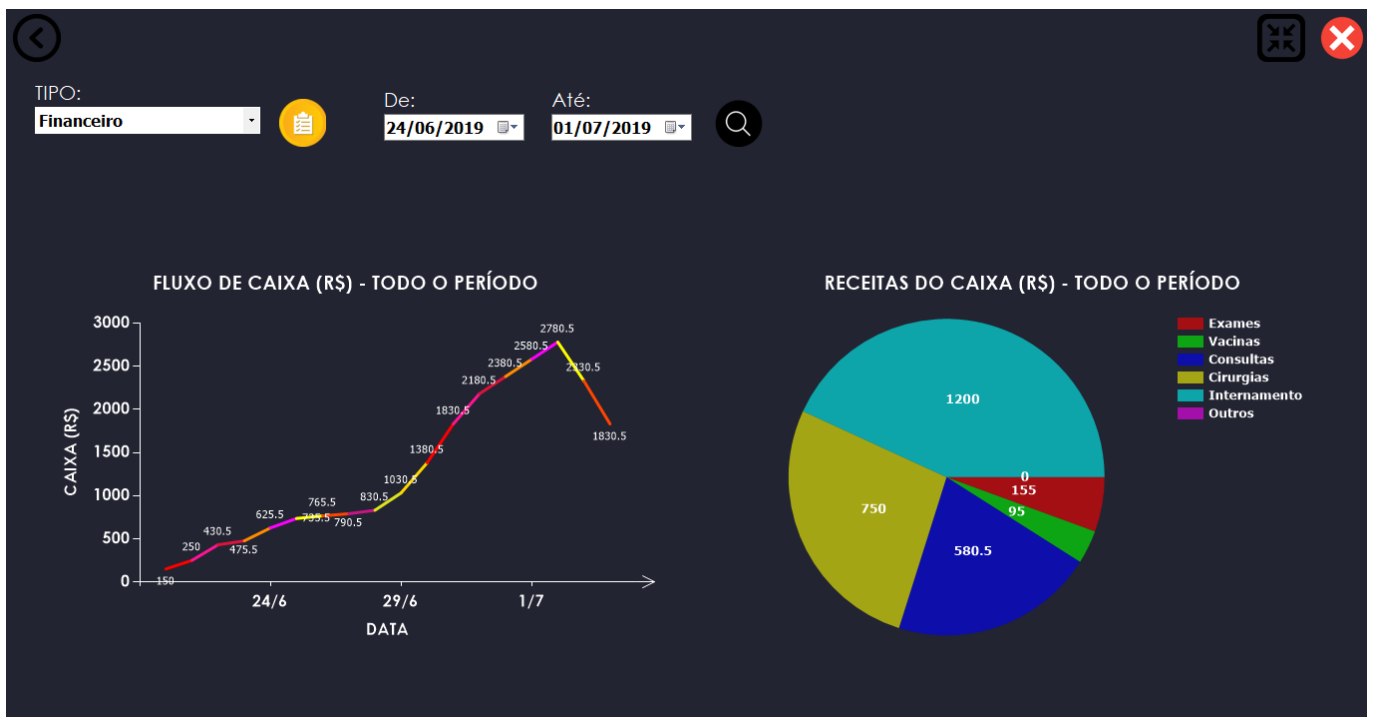 TIPO:
Financeiro
De:
24/06/2019
Até:
01/07/2019
FLUXO DE CAIXA (R$) - TODO O PERÍODO
3000
2500
2000
1500
1000
500
0
CAIXA (R$)
150
250
430.5
475.5
625.5
735.5
765.5
790.5
830.5
1030.5
1380.5
1830.5
2180.5
2380.5
2580.5
2780.5
2330.5
1830.5
24/6
29/6
1/7
DATA
RECEITAS DO CAIXA (R$) - TODO O PERÍODO
1200
0
155
95
750
580.5
Exames
Vacinas
Consultas
Cirurgias
Internamento
Outros